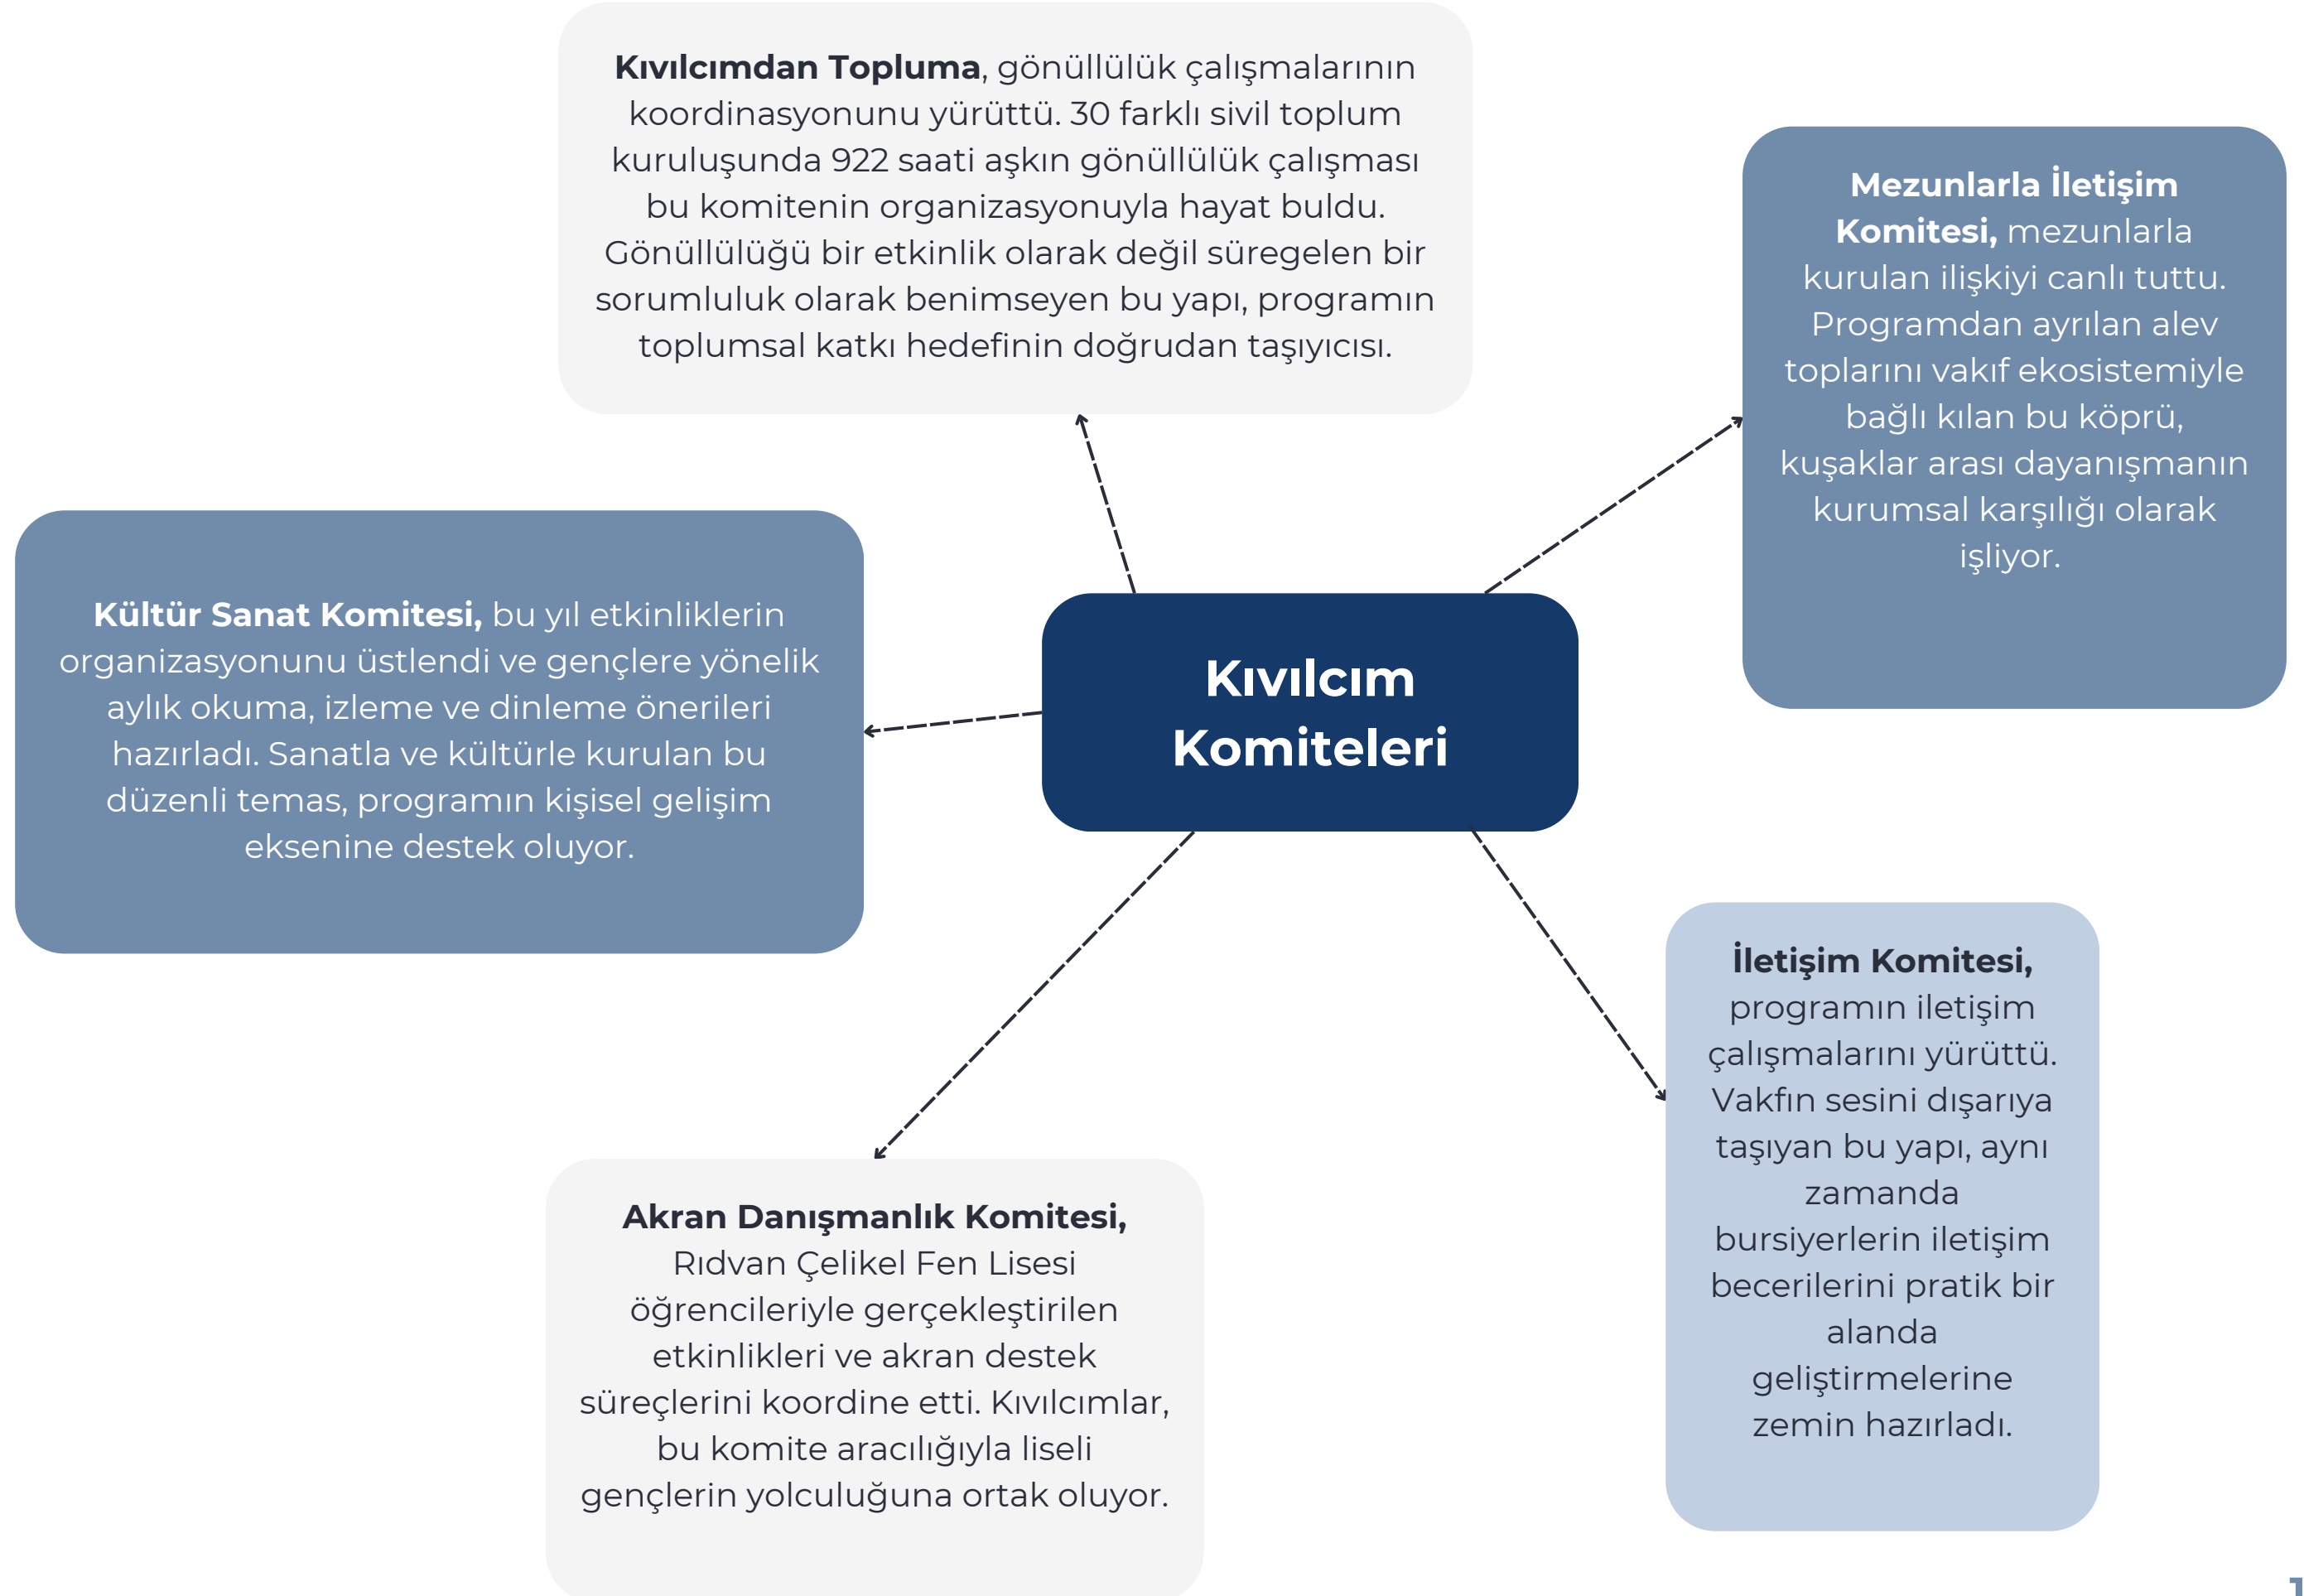 Kıvılcımdan Topluma, gönüllülük çalışmalarının
koordinasyonunu yürüttü. 30 farklı sivil toplum
kuruluşunda 922 saati aşkın gönüllülük çalışması
bu komitenin organizasyonuyla hayat buldu.
Gönüllülüğü bir etkinlik olarak değil süregelen bir
sorumluluk olarak benimseyen bu yapı, programın
toplumsal katkı hedefinin doğrudan taşıyıcısı.
Mezunlarla İletişim
Komitesi, mezunlarla
kurulan ilişkiyi canlı tuttu.
Programdan ayrılan alev
toplarını vakıf ekosistemiyle
bağlı kılan bu köprü,
kuşaklar arası dayanışmanın
kurumsal karşılığı olarak
işliyor.
Kültür Sanat Komitesi, bu yıl etkinliklerin
organizasyonunu üstlendi ve gençlere yönelik
aylık okuma, izleme ve dinleme önerileri
hazırladı. Sanatla ve kültürle kurulan bu
düzenli temas, programın kişisel gelişim
eksenine destek oluyor.
Kıvılcım
Komiteleri
İletişim Komitesi,
programın iletişim
çalışmalarını yürüttü.
Vakfın sesini dışarıya
taşıyan bu yapı, aynı
zamanda
bursiyerlerin iletişim
becerilerini pratik bir
alanda
geliştirmelerine
zemin hazırladı.
Akran Danışmanlık Komitesi,
Rıdvan Çelikel Fen Lisesi
öğrencileriyle gerçekleştirilen
etkinlikleri ve akran destek
süreçlerini koordine etti. Kıvılcımlar,
bu komite aracılığıyla liseli
gençlerin yolculuğuna ortak oluyor.